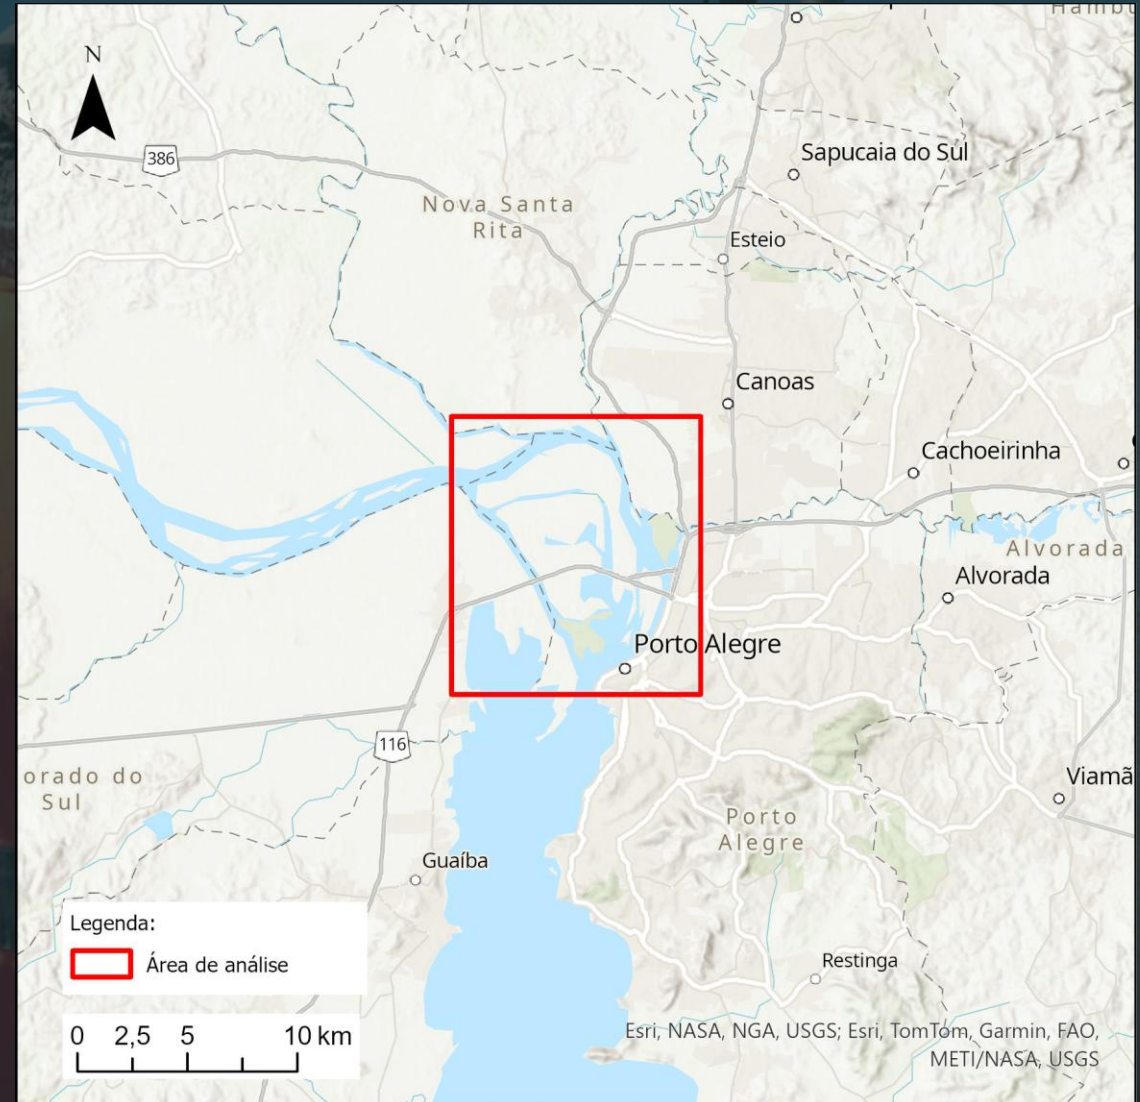 Hambu
N
386
Sapucaia do Sul
Nova Santa
Rita
Esteio
Canoas
Cachoeirinha
Alvorada
Alvorada
Porto Alegre
116
orado do
Sul
Viamã
Porto
Alegre
Guaíba
Legenda:
Área de análise
Restinga
0 2,5 5 10 km
Esri, NASA, NGA, USGS; Esri, TomTom, Garmin, FAO,
METI/NASA, USGS